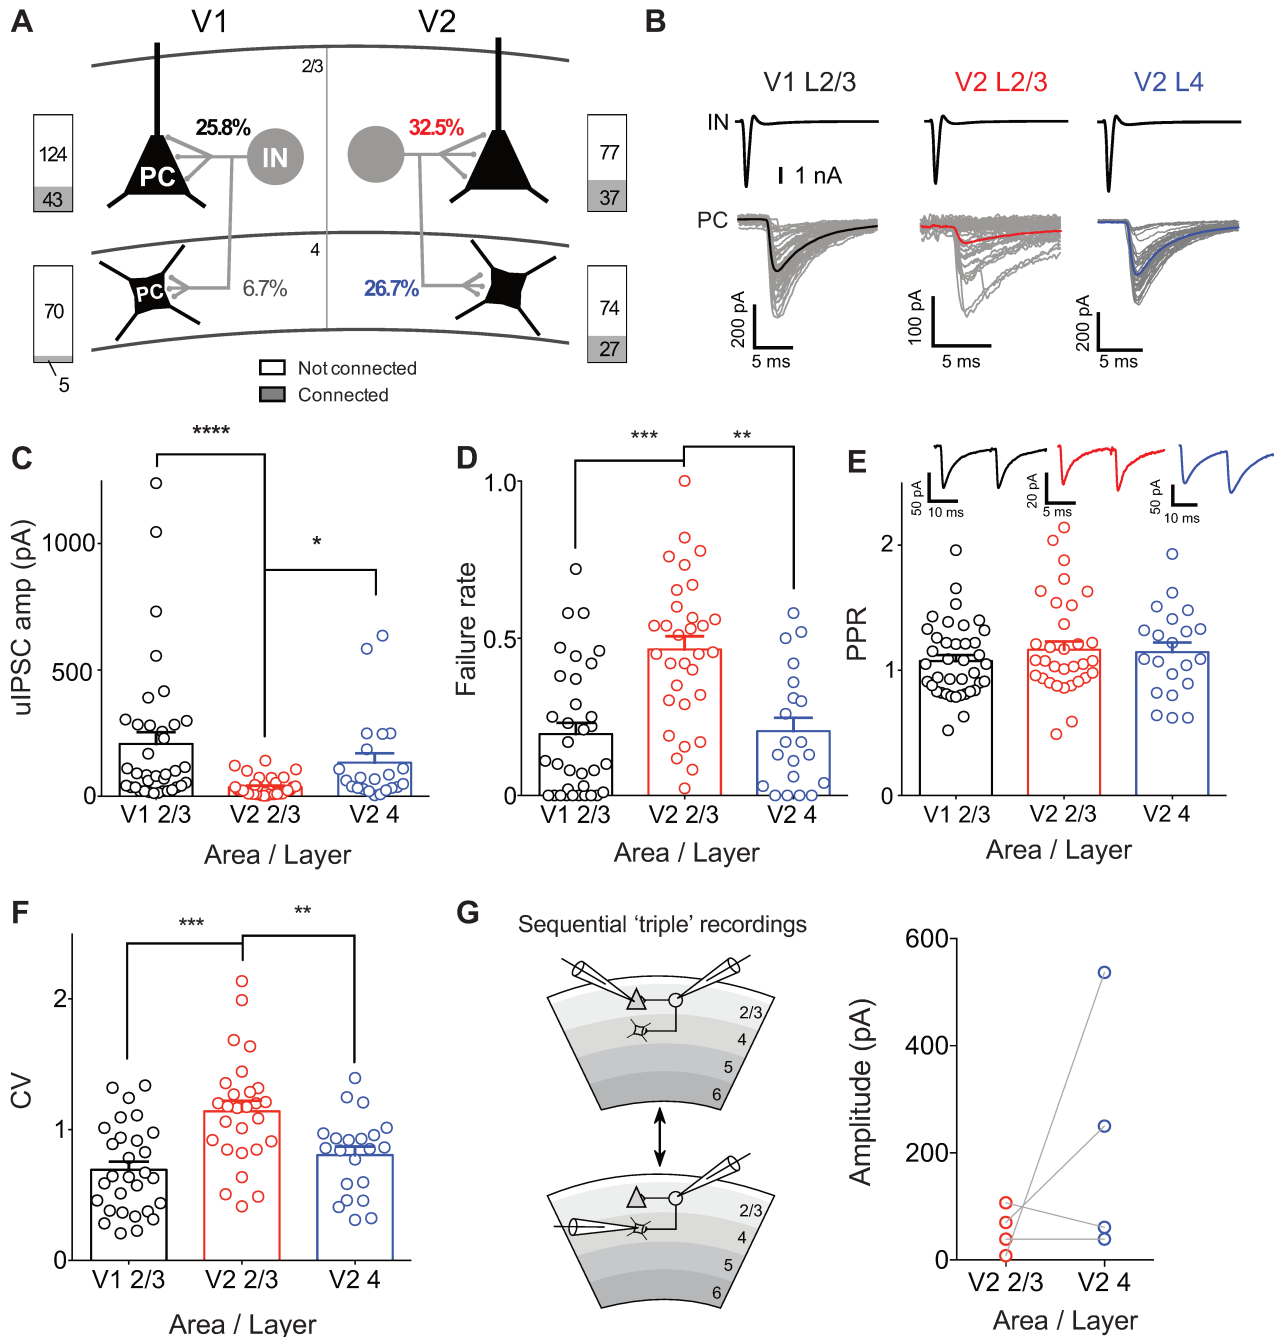 A
V1
V2
2/3
25.8%
32.5%
IN
PC
124
43
77
37
4
PC
6.7%
26.7%
70
5
74
27
Not connected
Connected
B
V1 L2/3
V2 L2/3
V2 L4
IN
1 nA
PC
200 pA
5 ms
100 pA
5 ms
200 pA
5 ms
C
****
*
uIPSC amp (pA)
1000
500
0
V1 2/3
V2 2/3
V2 4
Area / Layer
D
***
**
Failure rate
1.0
0.5
0
V1 2/3
V2 2/3
V2 4
Area / Layer
E
50 pA
10 ms
20 pA
5 ms
50 pA
10 ms
PPR
2
1
0
V1 2/3
V2 2/3
V2 4
Area / Layer
F
***
**
CV
2
1
0
V1 2/3
V2 2/3
V2 4
Area / Layer
G
Sequential ‘triple’ recordings
2/3
4
5
6
2/3
4
5
6
Amplitude (pA)
600
400
200
0
V2 2/3
V2 4
Area / Layer